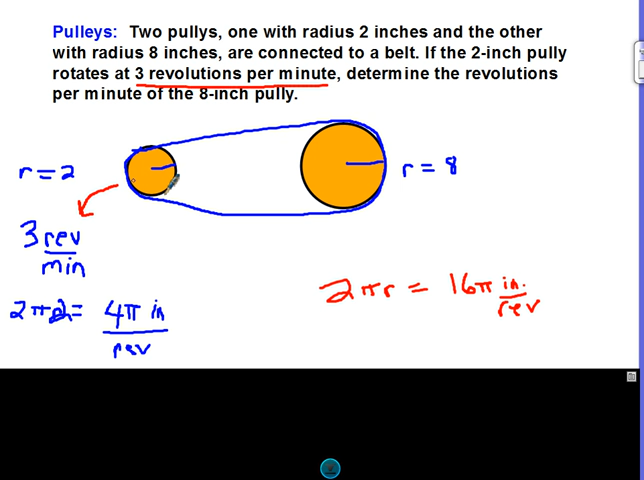 Pulleys: Two pullys, one with radius 2 inches and the other
with radius 8 inches, are connected to a belt. If the 2-inch pully
rotates at 3 revolutions per minute, determine the revolutions
per minute of the 8-inch pully.
r = 2
r = 8
3 rev
min
2πr = 16π in.
rev
2π2 = 4π in
rev